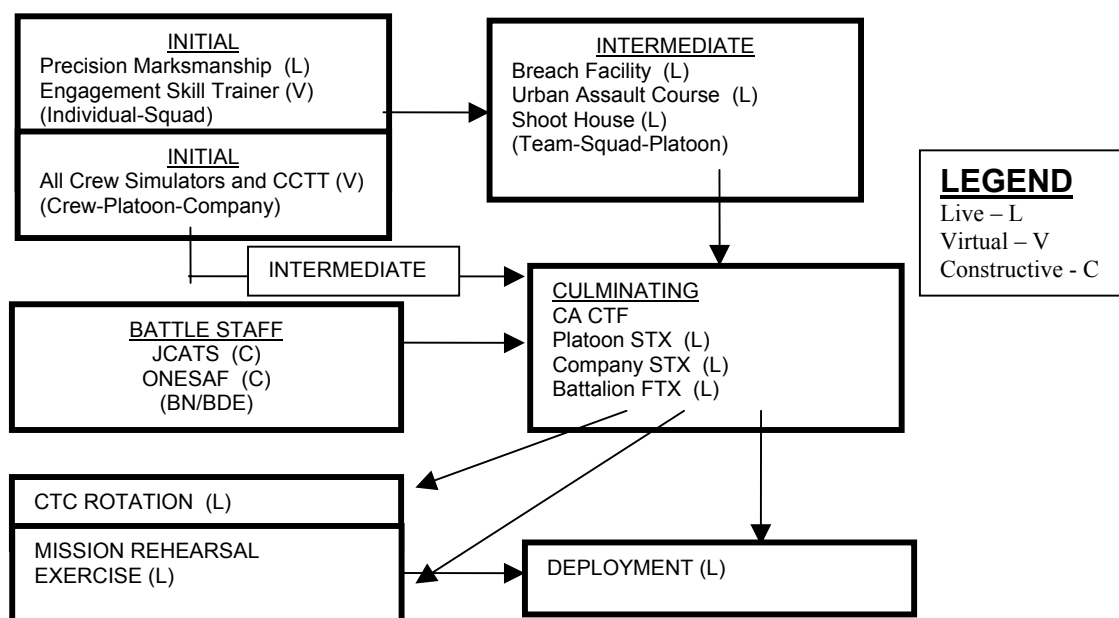 INITIAL
Precision Marksmanship (L)
Engagement Skill Trainer (V)
(Individual-Squad)
INITIAL
All Crew Simulators and CCTT (V)
(Crew-Platoon-Company)
INTERMEDIATE
Breach Facility (L)
Urban Assault Course (L)
Shoot House (L)
(Team-Squad-Platoon)
LEGEND
Live – L
Virtual – V
Constructive - C
INTERMEDIATE
BATTLE STAFF
JCATS (C)
ONESAF (C)
(BN/BDE)
CULMINATING
CA CTF
Platoon STX (L)
Company STX (L)
Battalion FTX (L)
CTC ROTATION (L)
MISSION REHEARSAL
EXERCISE (L)
DEPLOYMENT (L)